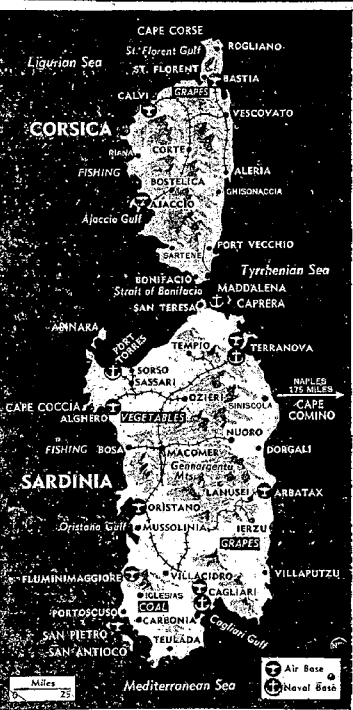 CAPE CORSE
St. Florent Gulf
ROGLIANO
Ligurian Sea
ST. FLORENT
BASTIA
GRAPES
CALVI
VESCOVATO
CORSICA
CORTE
PIANA
FISHING
ALERIA
BOSTELICA
GHISONACCIA
AJACCIO
Ajaccio Gulf
SARTENE
PORT VECCHIO
Tyrrhenian Sea
BONIFACIO
Strait of Bonifacio
MADDALENA
SAN TERESA
CAPRERA
ASINARA
PORT TORRES
TEMPIO
TERRANOVA
SORSO
SASSARI
NAPLES
175 MILES
CAPE COCCIA
OZIERI
SINISCOLA
CAPE
COMINO
ALGHERO
VEGETABLES
NUORO
FISHING
BOSA
MACOMER
DORGALI
Gennargentu
Mts.
SARDINIA
LANUSEI
ARBATAX
ORISTANO
Oristano Gulf
MUSSOLINIA
IERZU
GRAPES
FLUMINIMAGGIORE
VILLACIDRO
VILLAPUTZU
IGLESIAS
CAGLIARI
COAL
PORTOSCUSO
CARBONIA
Cagliari Gulf
SAN PIETRO
TEULADA
SAN ANTIOCO
Miles
0 25
Mediterranean Sea
Air Base
Naval Base